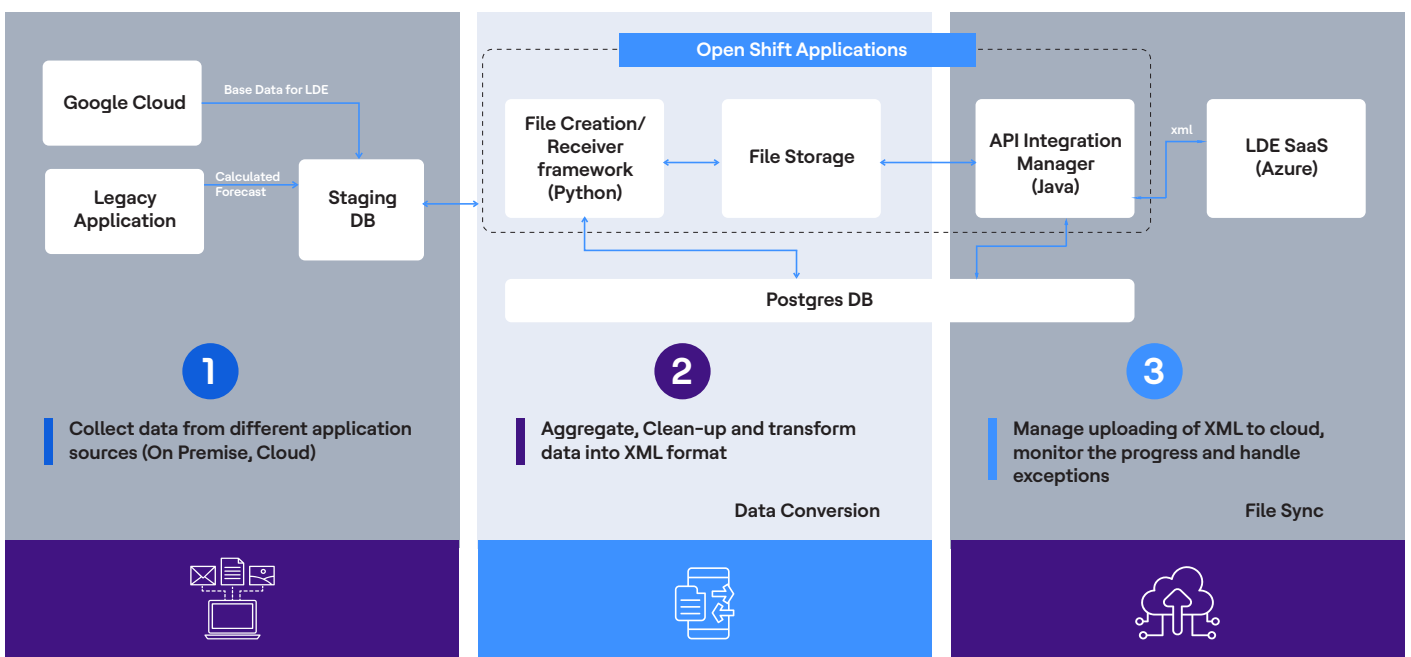 Open Shift Applications
Google Cloud
Base Data for LDE
Legacy
Application
Calculated
Forecast
Staging
DB
File Creation/
Receiver
framework
(Python)
File Storage
API Integration
Manager
(Java)
xml
LDE SaaS
(Azure)
Postgres DB
1
Collect data from different application
sources (On Premise, Cloud)
2
Aggregate, Clean-up and transform
data into XML format
Data Conversion
3
Manage uploading of XML to cloud,
monitor the progress and handle
exceptions
File Sync